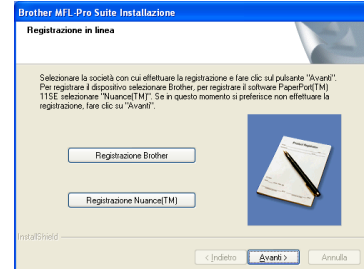 Brother MFL-Pro Suite Installazione
Registrazione in linea
Selezionare la società con cui effettuare la registrazione e fare clic sul pulsante "Avanti".
Per registrare il dispositivo selezionare Brother, per registrare il software PaperPort(TM)
11SE selezionare "Nuance(TM)". Se in questo momento si preferisce non effettuare la
registrazione, fare clic su "Avanti".
Registrazione Brother
Registrazione Nuance(TM)
InstallShield
< Indietro
Avanti >
Annulla